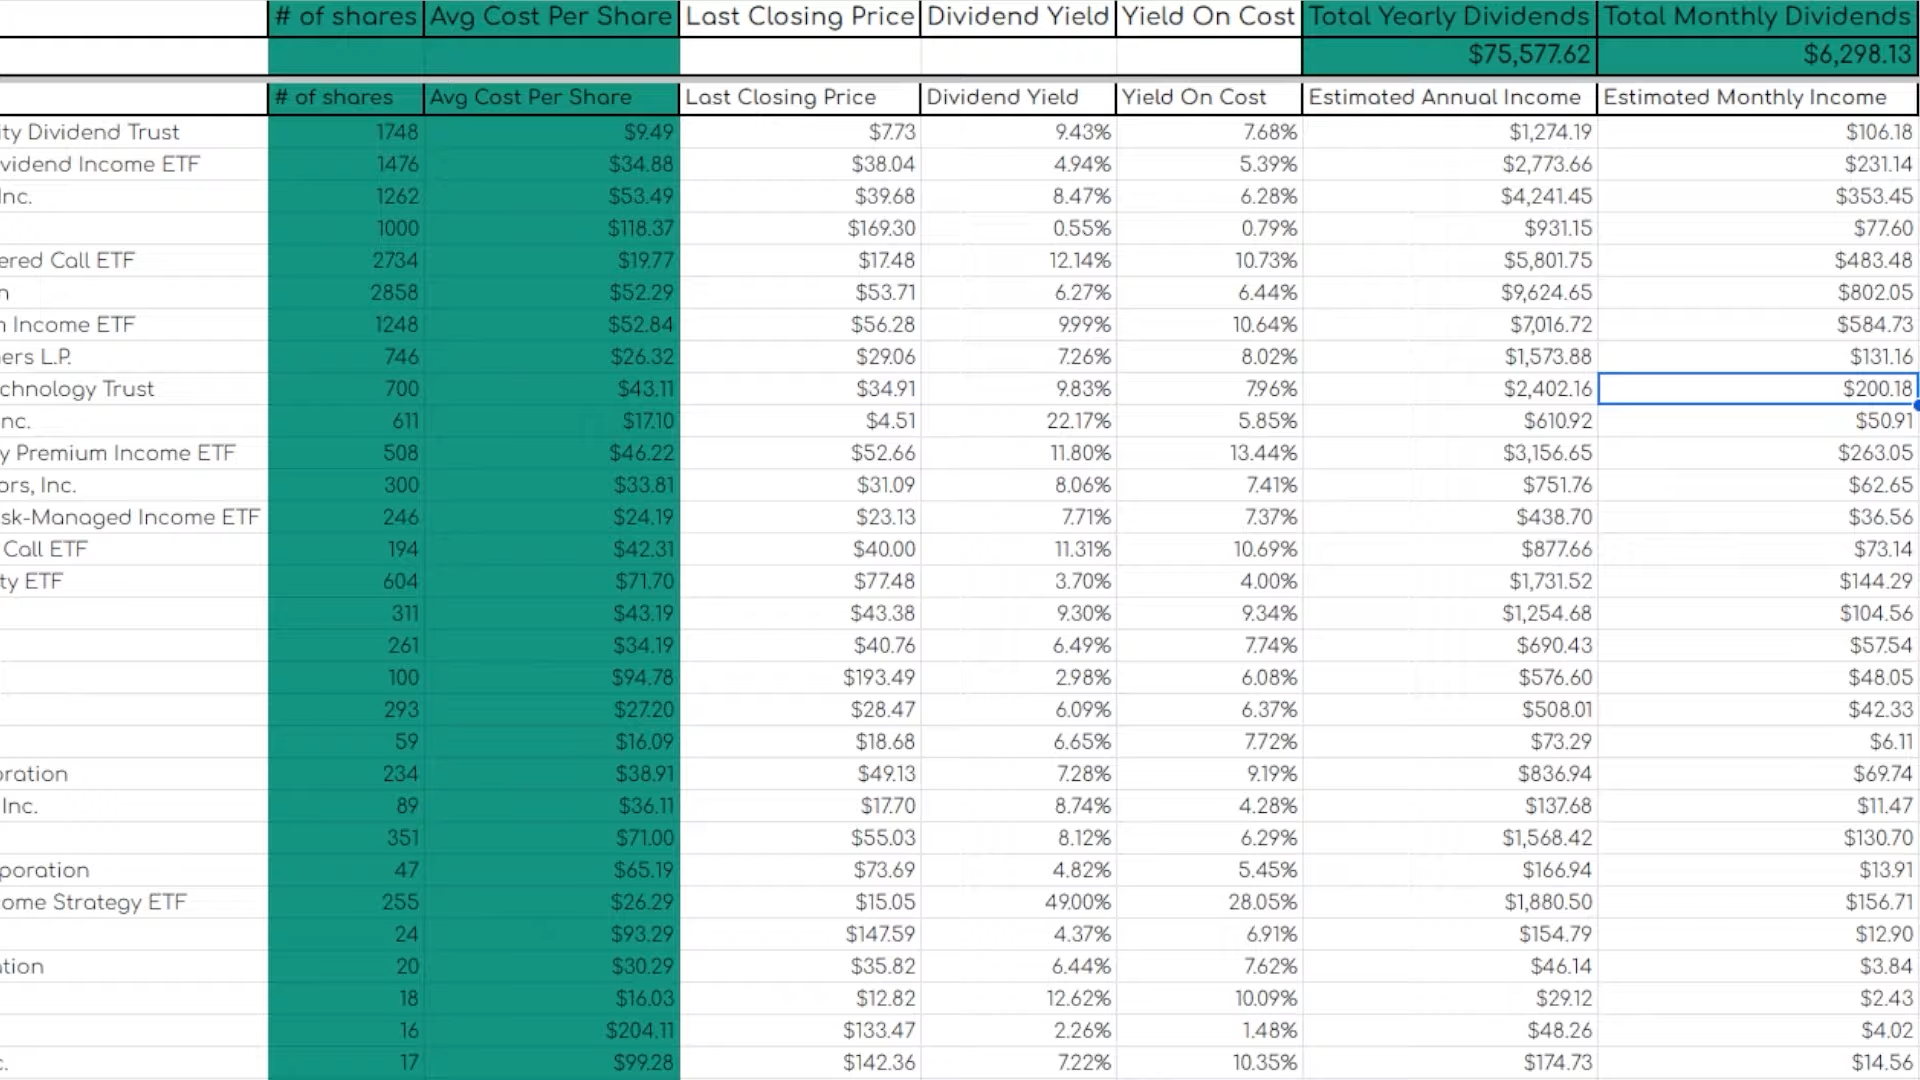 # of shares Avg Cost Per Share Last Closing Price Dividend Yield Yield On Cost Total Yearly Dividends Total Monthly Dividends
$75,577.62 $6,298.13
# of shares Avg Cost Per Share Last Closing Price Dividend Yield Yield On Cost Estimated Annual Income Estimated Monthly Income
ity Dividend Trust 1748 $9.49 $7.73 9.43% 7.68% $1,274.19 $106.18
vidend Income ETF 1476 $34.88 $38.04 4.94% 5.39% $2,773.66 $231.14
Inc. 1262 $53.49 $39.68 8.47% 6.28% $4,241.45 $353.45
1000 $118.37 $169.30 0.55% 0.79% $931.15 $77.60
ered Call ETF 2734 $19.77 $17.48 12.14% 10.73% $5,801.75 $483.48
n 2858 $52.29 $53.71 6.27% 6.44% $9,624.65 $802.05
n Income ETF 1248 $52.84 $56.28 9.99% 10.64% $7,016.72 $584.73
ers L.P. 746 $26.32 $29.06 7.26% 8.02% $1,573.88 $131.16
chnology Trust 700 $43.11 $34.91 9.83% 7.96% $2,402.16 $200.18
nc. 611 $17.10 $4.51 22.17% 5.85% $610.92 $50.91
y Premium Income ETF 508 $46.22 $52.66 11.80% 13.44% $3,156.65 $263.05
ors, Inc. 300 $33.81 $31.09 8.06% 7.41% $751.76 $62.65
sk-Managed Income ETF 246 $24.19 $23.13 7.71% 7.37% $438.70 $36.56
Call ETF 194 $42.31 $40.00 11.31% 10.69% $877.66 $73.14
ty ETF 604 $71.70 $77.48 3.70% 4.00% $1,731.52 $144.29
311 $43.19 $43.38 9.30% 9.34% $1,254.68 $104.56
261 $34.19 $40.76 6.49% 7.74% $690.43 $57.54
100 $94.78 $193.49 2.98% 6.08% $576.60 $48.05
293 $27.20 $28.47 6.09% 6.37% $508.01 $42.33
59 $16.09 $18.68 6.65% 7.72% $73.29 $6.11
oration 234 $38.91 $49.13 7.28% 9.19% $836.94 $69.74
Inc. 89 $36.11 $17.70 8.74% 4.28% $137.68 $11.47
351 $71.00 $55.03 8.12% 6.29% $1,568.42 $130.70
poration 47 $65.19 $73.69 4.82% 5.45% $166.94 $13.91
ome Strategy ETF 255 $26.29 $15.05 49.00% 28.05% $1,880.50 $156.71
24 $93.29 $147.59 4.37% 6.91% $154.79 $12.90
ation 20 $30.29 $35.82 6.44% 7.62% $46.14 $3.84
18 $16.03 $12.82 12.62% 10.09% $29.12 $2.43
16 $204.11 $133.47 2.26% 1.48% $48.26 $4.02
c. 17 $99.28 $142.36 7.22% 10.35% $174.73 $14.56